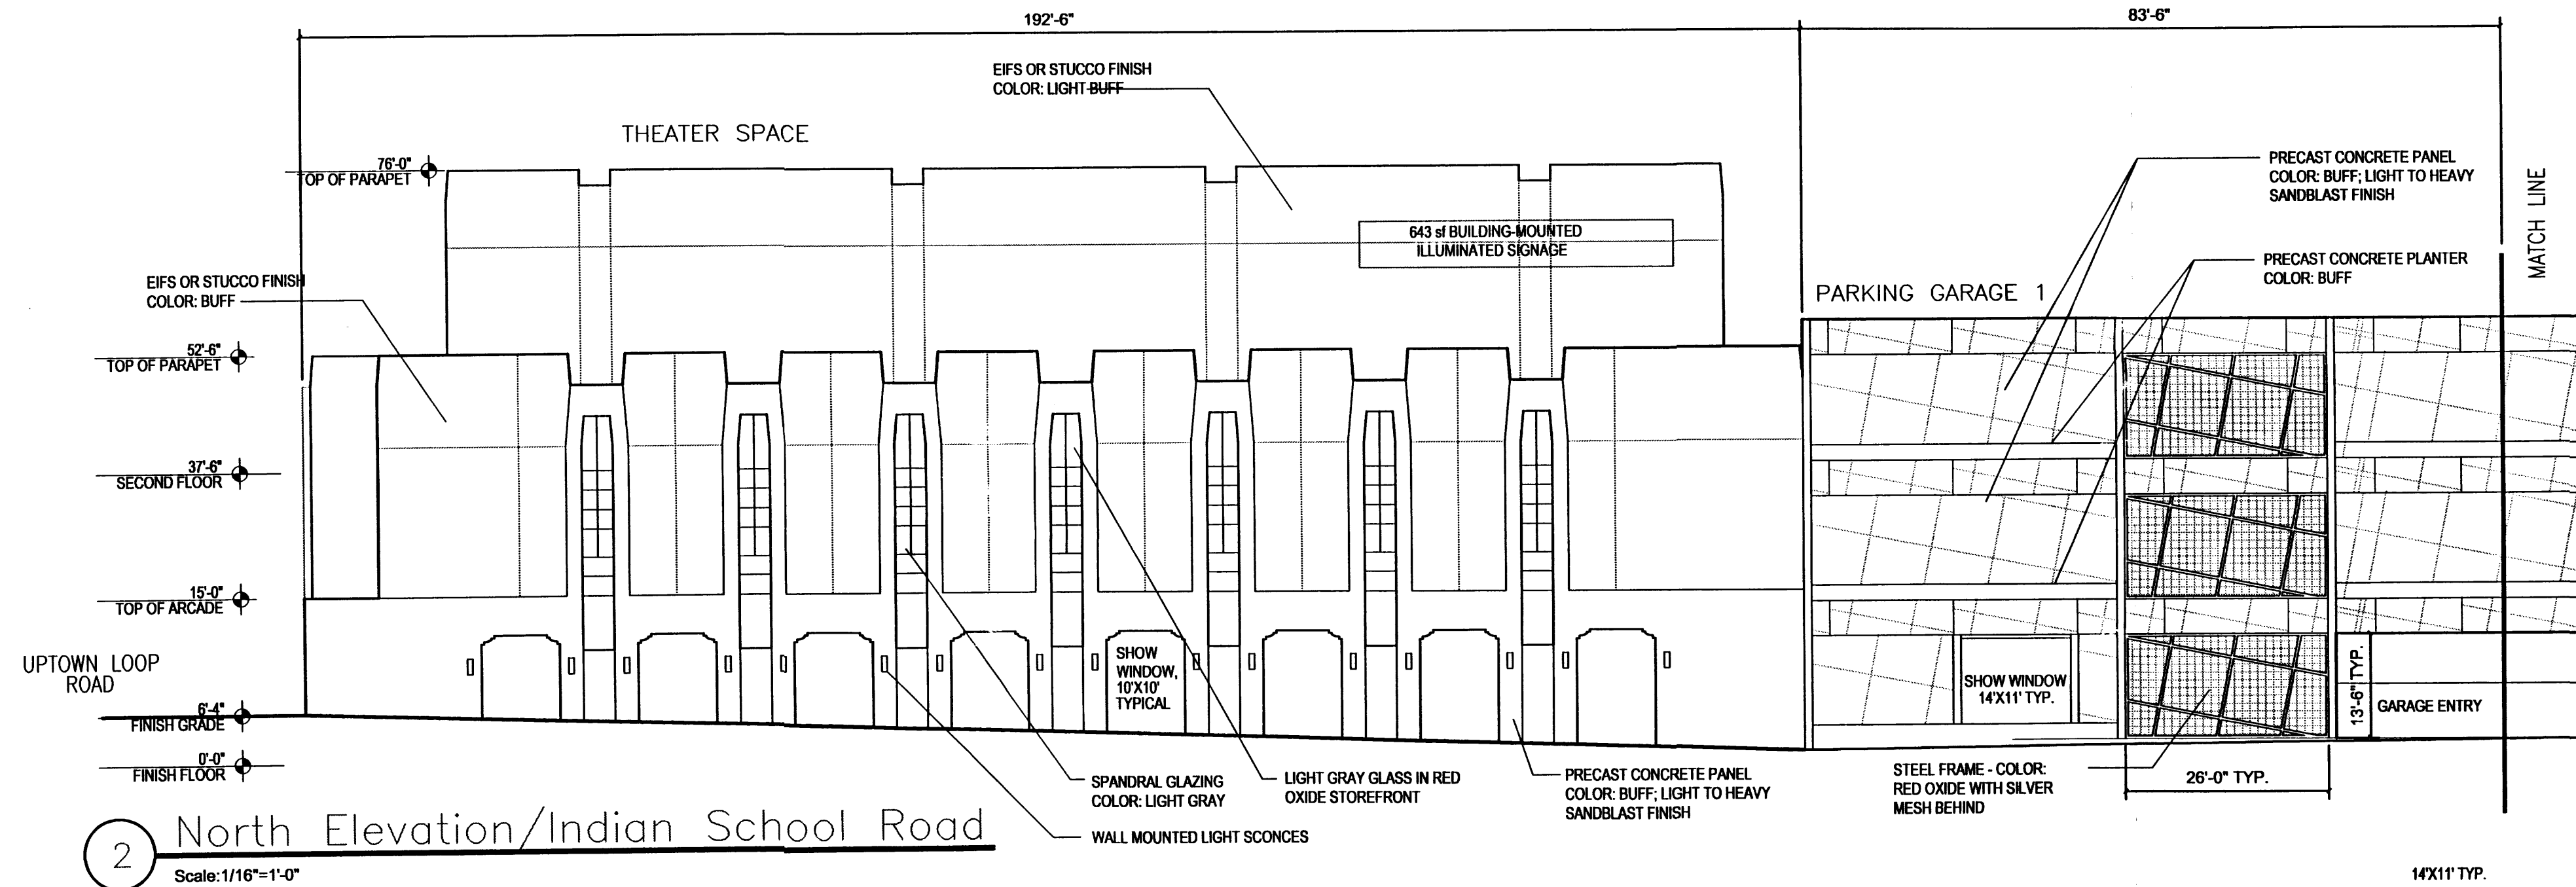 192'-6"
83'-6"
EIFS OR STUCCO FINISH
COLOR: LIGHT BUFF
THEATER SPACE
76'-0"
TOP OF PARAPET
PRECAST CONCRETE PANEL
COLOR: BUFF; LIGHT TO HEAVY
SANDBLAST FINISH
MATCH LINE
643 sf BUILDING-MOUNTED
ILLUMINATED SIGNAGE
PRECAST CONCRETE PLANTER
COLOR: BUFF
EIFS OR STUCCO FINISH
COLOR: BUFF
PARKING GARAGE 1
52'-6"
TOP OF PARAPET
37'-6"
SECOND FLOOR
15'-0"
TOP OF ARCADE
UPTOWN LOOP
ROAD
SHOW
WINDOW,
10'X10'
TYPICAL
SHOW WINDOW
14'X11' TYP.
13'-6" TYP.
GARAGE ENTRY
6'-4"
FINISH GRADE
0'-0"
FINISH FLOOR
SPANDRAL GLAZING
COLOR: LIGHT GRAY
LIGHT GRAY GLASS IN RED
OXIDE STOREFRONT
PRECAST CONCRETE PANEL
COLOR: BUFF; LIGHT TO HEAVY
SANDBLAST FINISH
STEEL FRAME - COLOR:
RED OXIDE WITH SILVER
MESH BEHIND
26'-0" TYP.
WALL MOUNTED LIGHT SCONCES
2
North Elevation/Indian School Road
Scale:1/16"=1'-0"
14'X11' TYP.